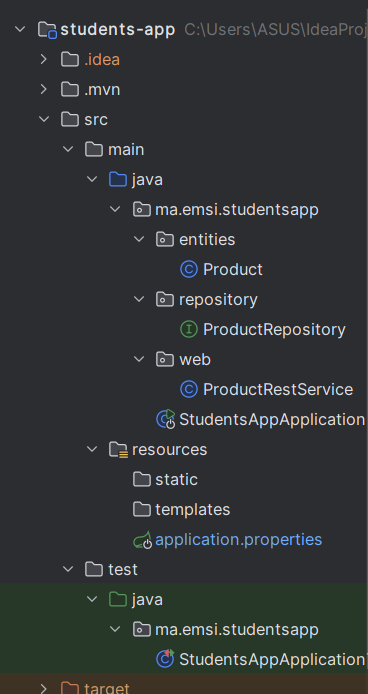 students-app C:\Users\ASUS\IdeaProj
.idea
.mvn
src
main
java
ma.emsi.studentsapp
entities
C Product
repository
I ProductRepository
web
C ProductRestService
C StudentsAppApplication
resources
static
templates
application.properties
test
java
ma.emsi.studentsapp
C StudentsAppApplication
target